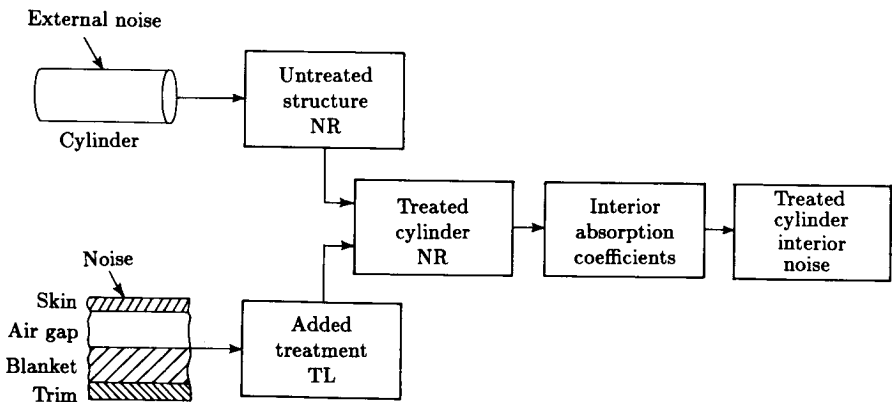 External noise
Cylinder
Untreated
structure
NR
Treated
cylinder
NR
Interior
absorption
coefficients
Treated
cylinder
interior
noise
Noise
Skin
Air gap
Blanket
Trim
Added
treatment
TL